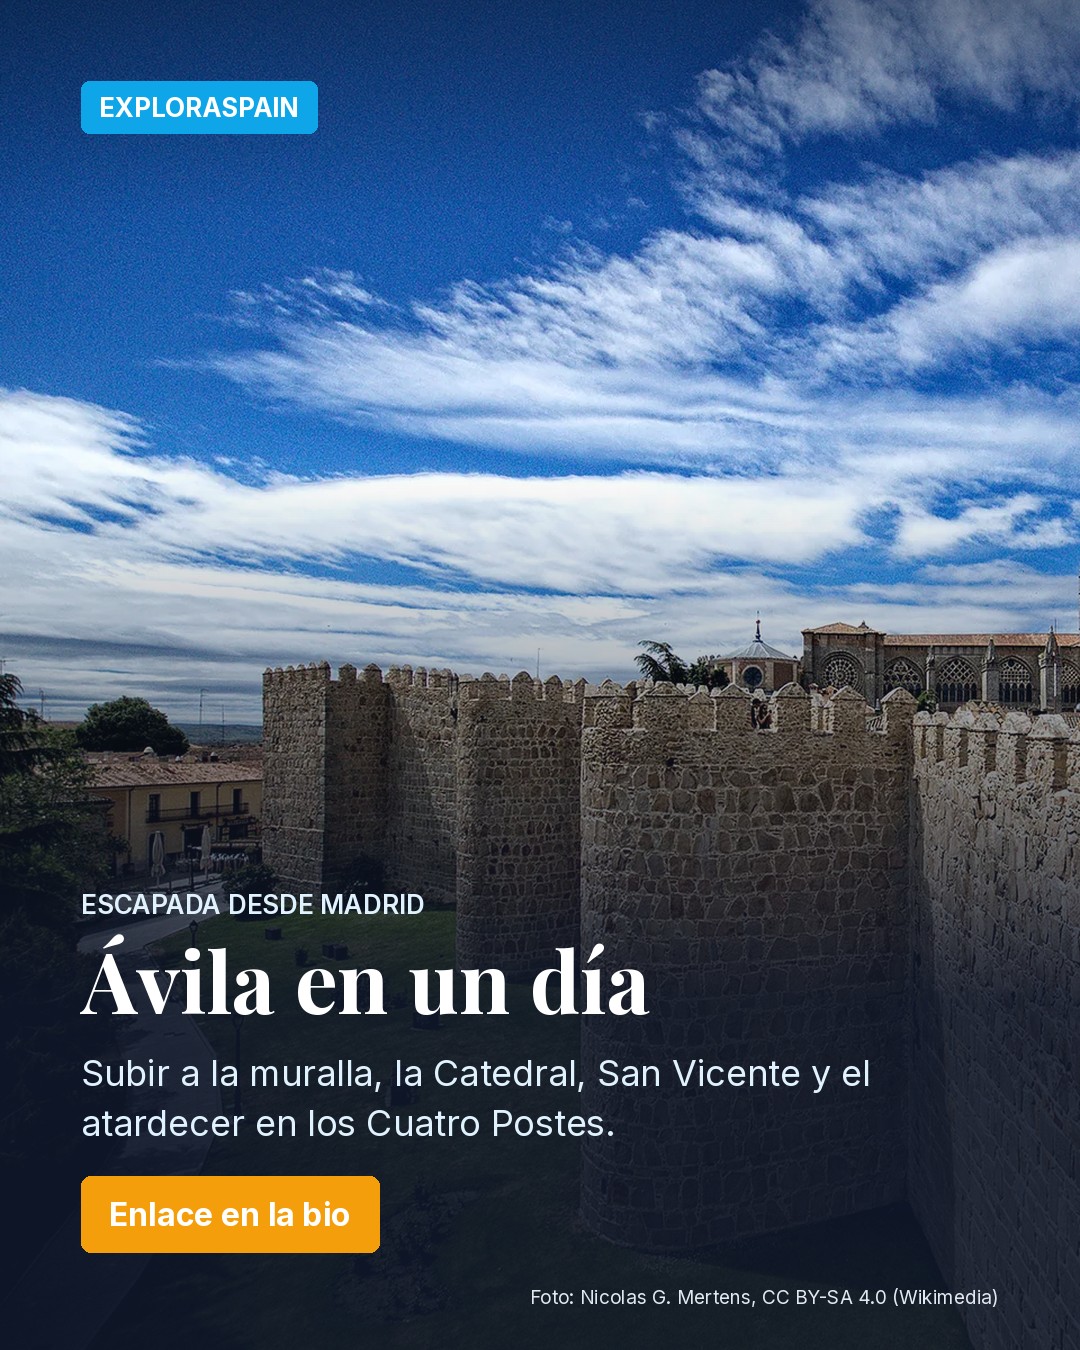 EXPLORASPAIN
ESCAPADA DESDE MADRID
Ávila en un día
Subir a la muralla, la Catedral, San Vicente y el
atardecer en los Cuatro Postes.
Enlace en la bio
Foto: Nicolas G. Mertens, CC BY-SA 4.0 (Wikimedia)